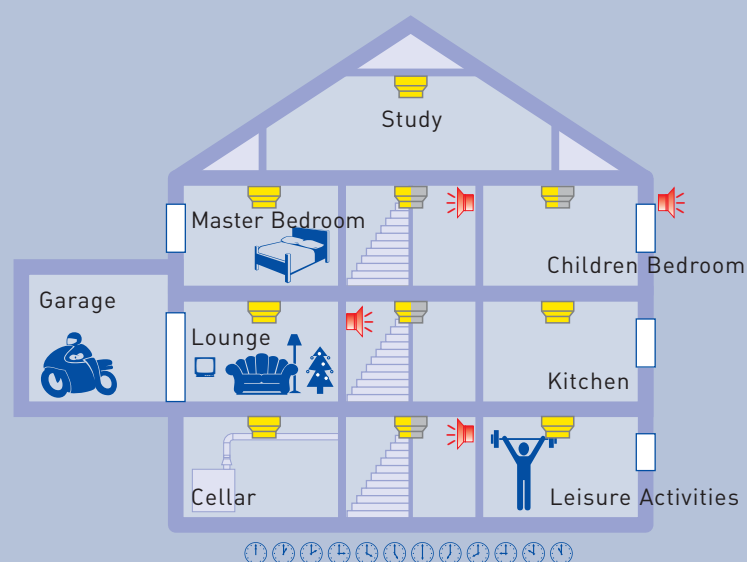 Study
Master Bedroom
Children Bedroom
Garage
Lounge
Kitchen
Cellar
Leisure Activities